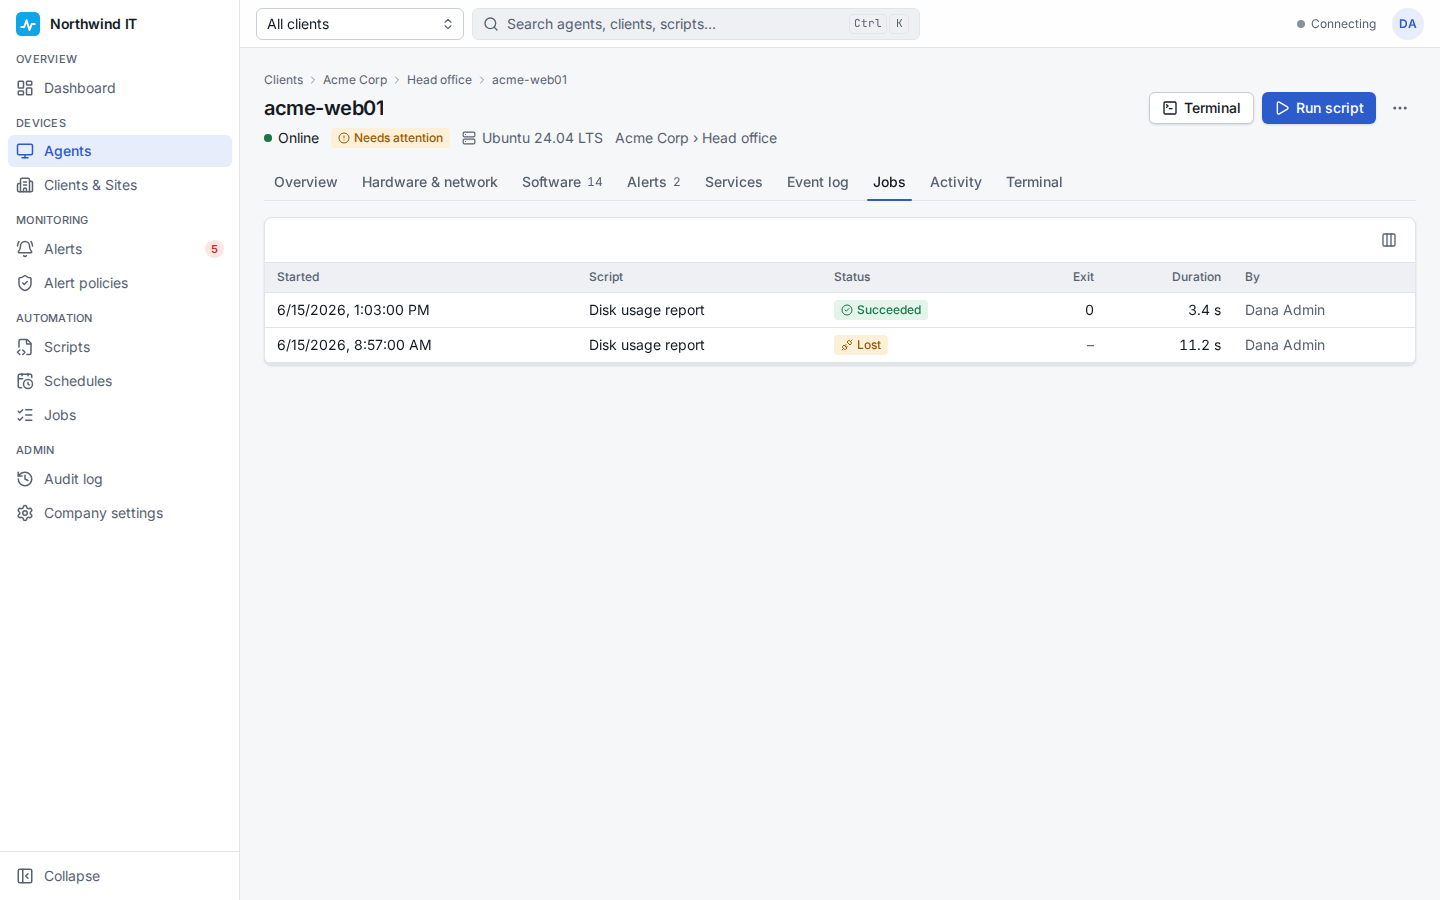 Northwind IT
All clients
Search agents, clients, scripts...
Ctrl K
Connecting
DA
OVERVIEW
Dashboard
DEVICES
Agents
Clients & Sites
MONITORING
Alerts 5
Alert policies
AUTOMATION
Scripts
Schedules
Jobs
ADMIN
Audit log
Company settings
Collapse
Clients Acme Corp Head office acme-web01
acme-web01
Terminal
Run script
Online Needs attention Ubuntu 24.04 LTS Acme Corp › Head office
Overview Hardware & network Software 14 Alerts 2 Services Event log Jobs Activity Terminal
Started Script Status Exit Duration By
6/15/2026, 1:03:00 PM Disk usage report Succeeded 0 3.4 s Dana Admin
6/15/2026, 8:57:00 AM Disk usage report Lost – 11.2 s Dana Admin